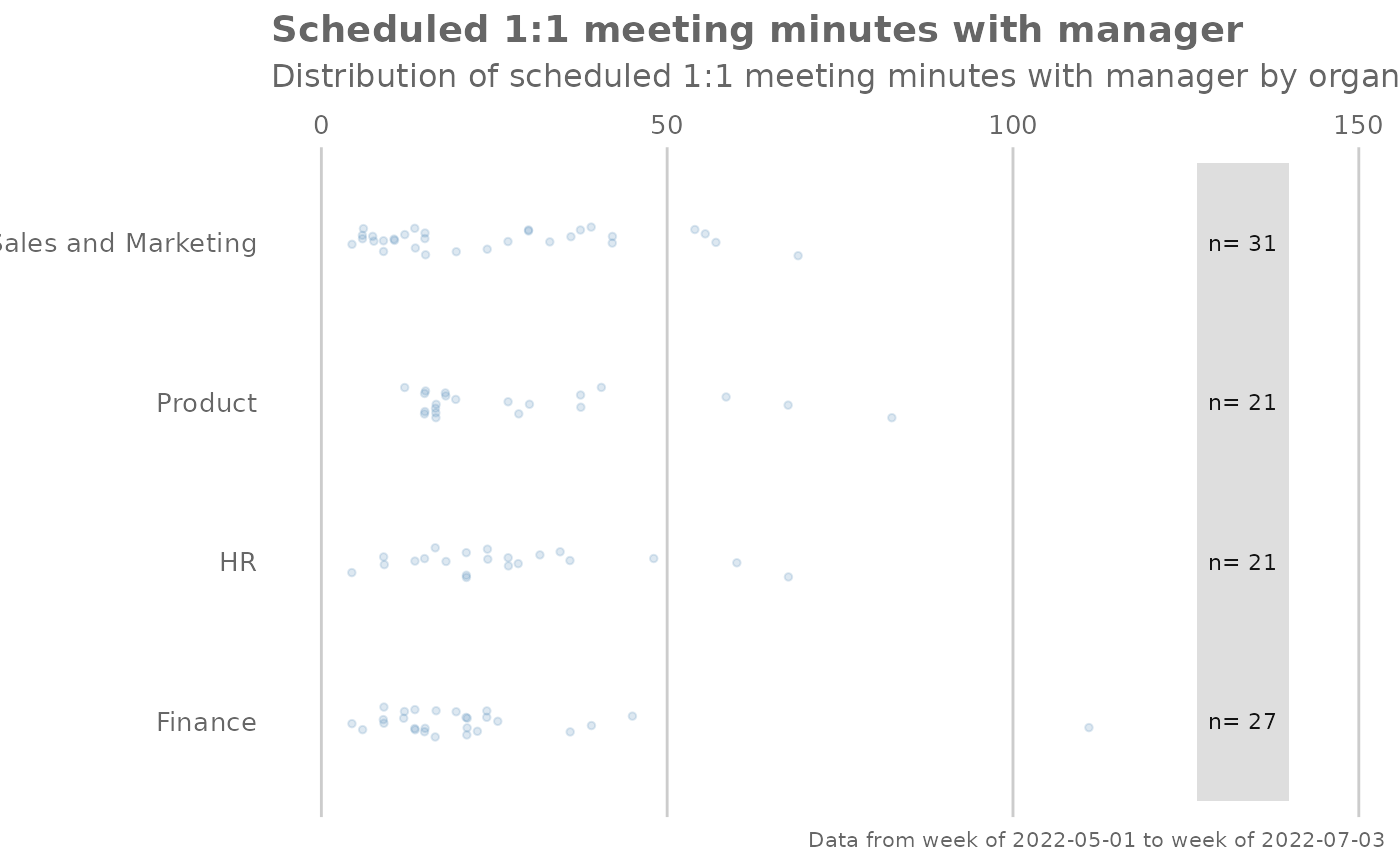 Scheduled 1:1 meeting minutes with manager
Distribution of scheduled 1:1 meeting minutes with manager by organ
0 50 100 150
Sales and Marketing n= 31
Product n= 21
HR n= 21
Finance n= 27
Data from week of 2022-05-01 to week of 2022-07-03